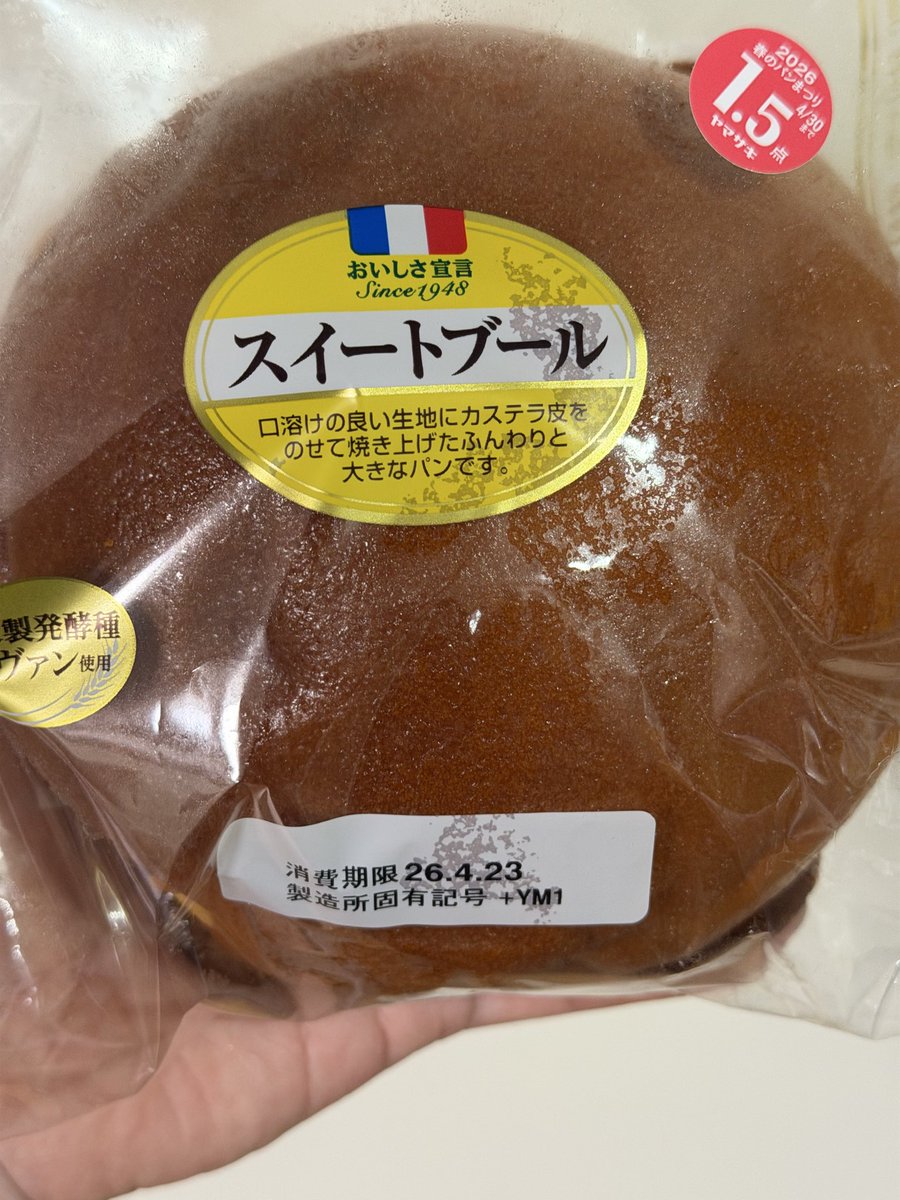 2026
春のパンまつり
4/30まで
1.5点
ヤマザキ
おいしさ宣言
Since1948
スイートブール
口溶けの良い生地にカステラ皮を
のせて焼き上げたふんわりと
大きなパンです。
製発酵種
ヴァン使用
消費期限 26.4.23
製造所固有記号 +YM1